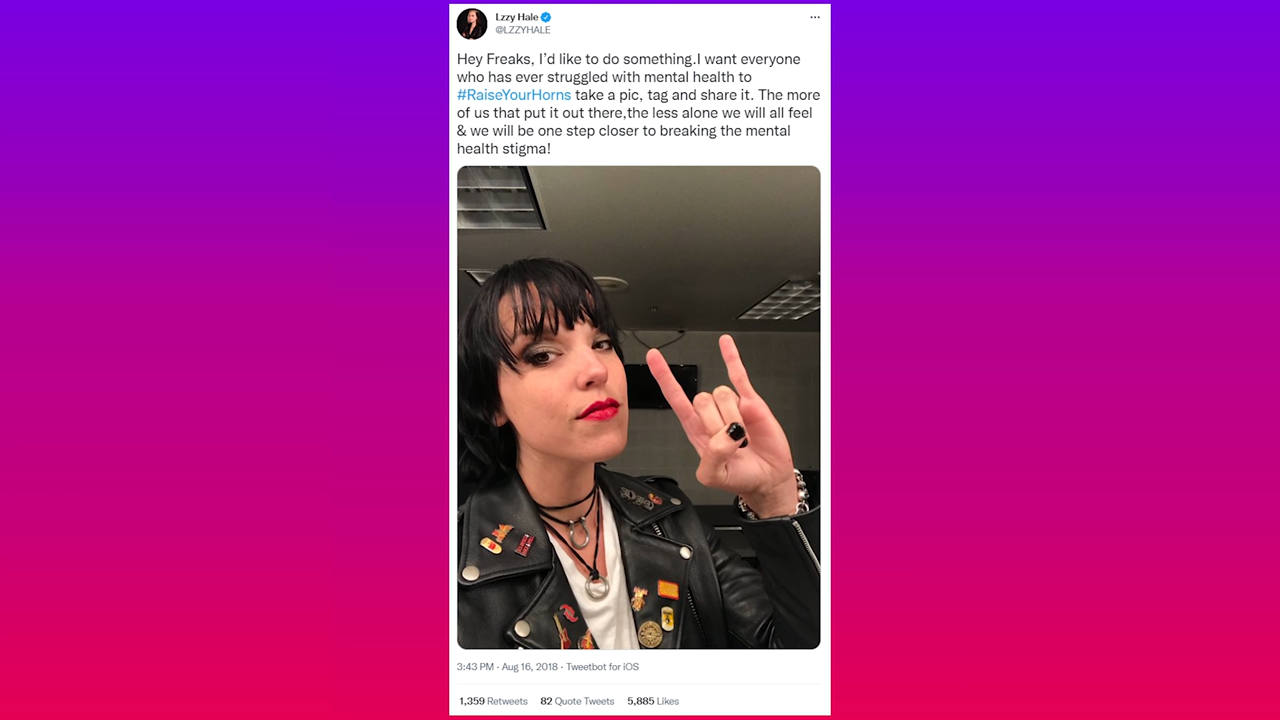 Lzzy Hale
@LZZYHALE
Hey Freaks, I'd like to do something.I want everyone
who has ever struggled with mental health to
#RaiseYourHorns take a pic, tag and share it. The more
of us that put it out there,the less alone we will all feel
& we will be one step closer to breaking the mental
health stigma!
3:43 PM · Aug 16, 2018 · Tweetbot for iOS
1,359 Retweets 82 Quote Tweets 5,885 Likes